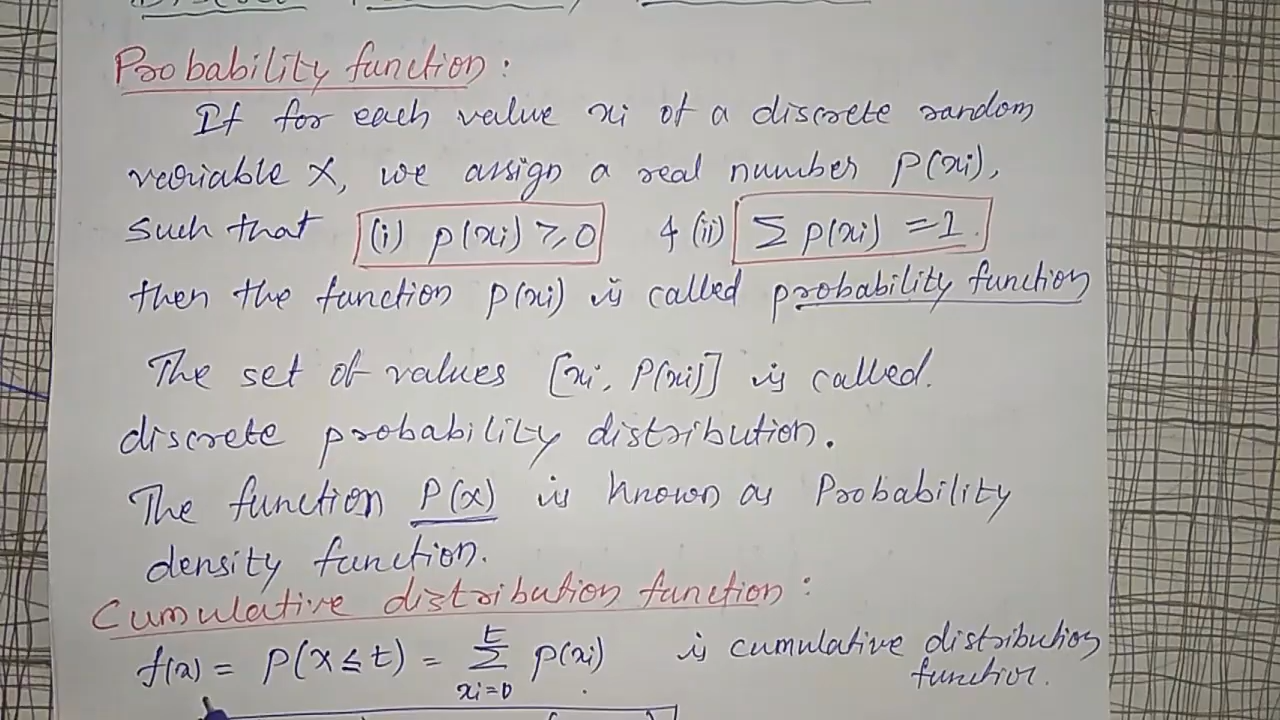 Probability function :
If for each value xi of a discrete random
variable X, we assign a real number P(xi),
such that (i) p(xi) ≥ 0 & (ii) Σ p(xi) = 1.
then the function p(xi) is called probability function
The set of values [xi, P(xi)] is called.
discrete probability distribution.
The function P(x) is known as Probability
density function.
Cumulative distribution function :
f(x) = P(X ≤ t) = Σ p(xi) is cumulative distribution
t
xi=0
function.